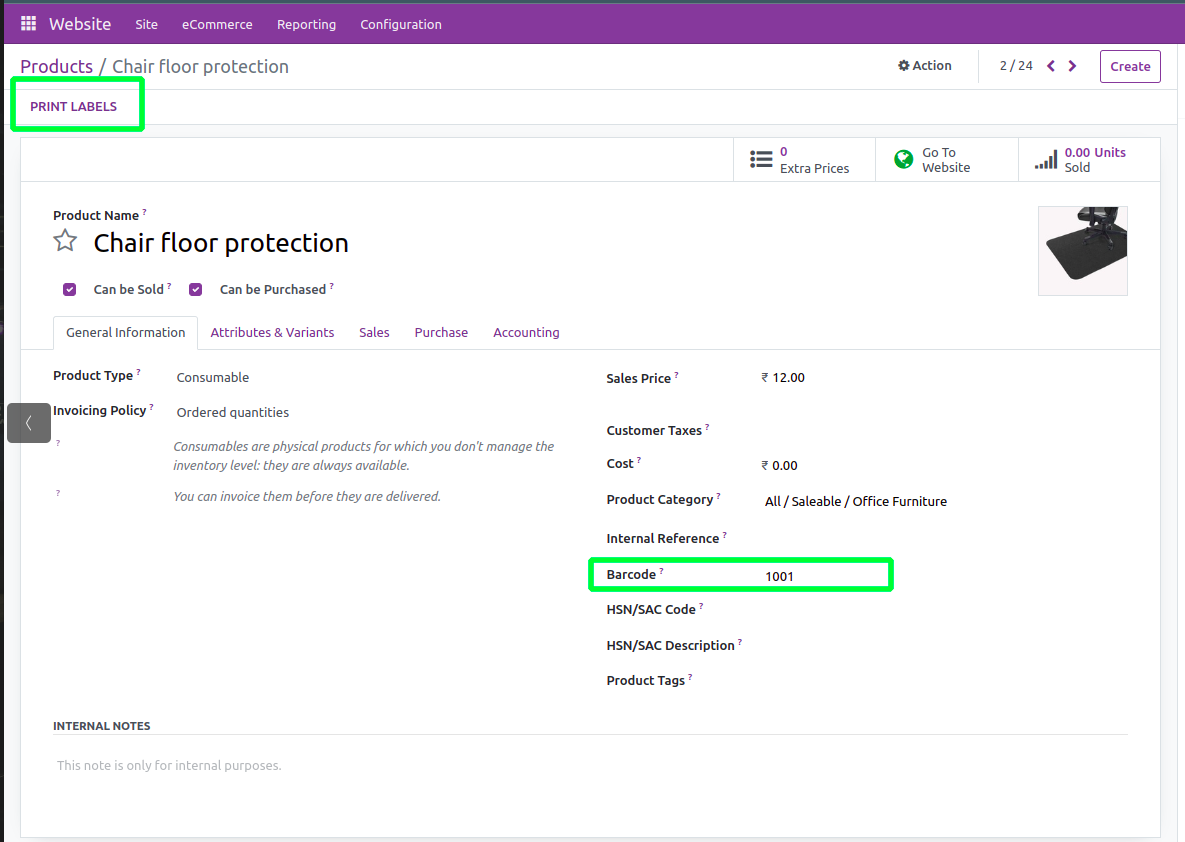 Website Site eCommerce Reporting Configuration
Products / Chair floor protection Action 2 / 24 Create
PRINT LABELS
0
Extra Prices
Go To
Website
0.00 Units
Sold
Product Name ?
Chair floor protection
Can be Sold ? Can be Purchased ?
General Information Attributes & Variants Sales Purchase Accounting
Product Type ? Consumable
Invoicing Policy ? Ordered quantities
? Consumables are physical products for which you don't manage the
inventory level: they are always available.
? You can invoice them before they are delivered.
Sales Price ? ₹ 12.00
Customer Taxes ?
Cost ? ₹ 0.00
Product Category ? All / Saleable / Office Furniture
Internal Reference ?
Barcode ? 1001
HSN/SAC Code ?
HSN/SAC Description ?
Product Tags ?
INTERNAL NOTES
This note is only for internal purposes.